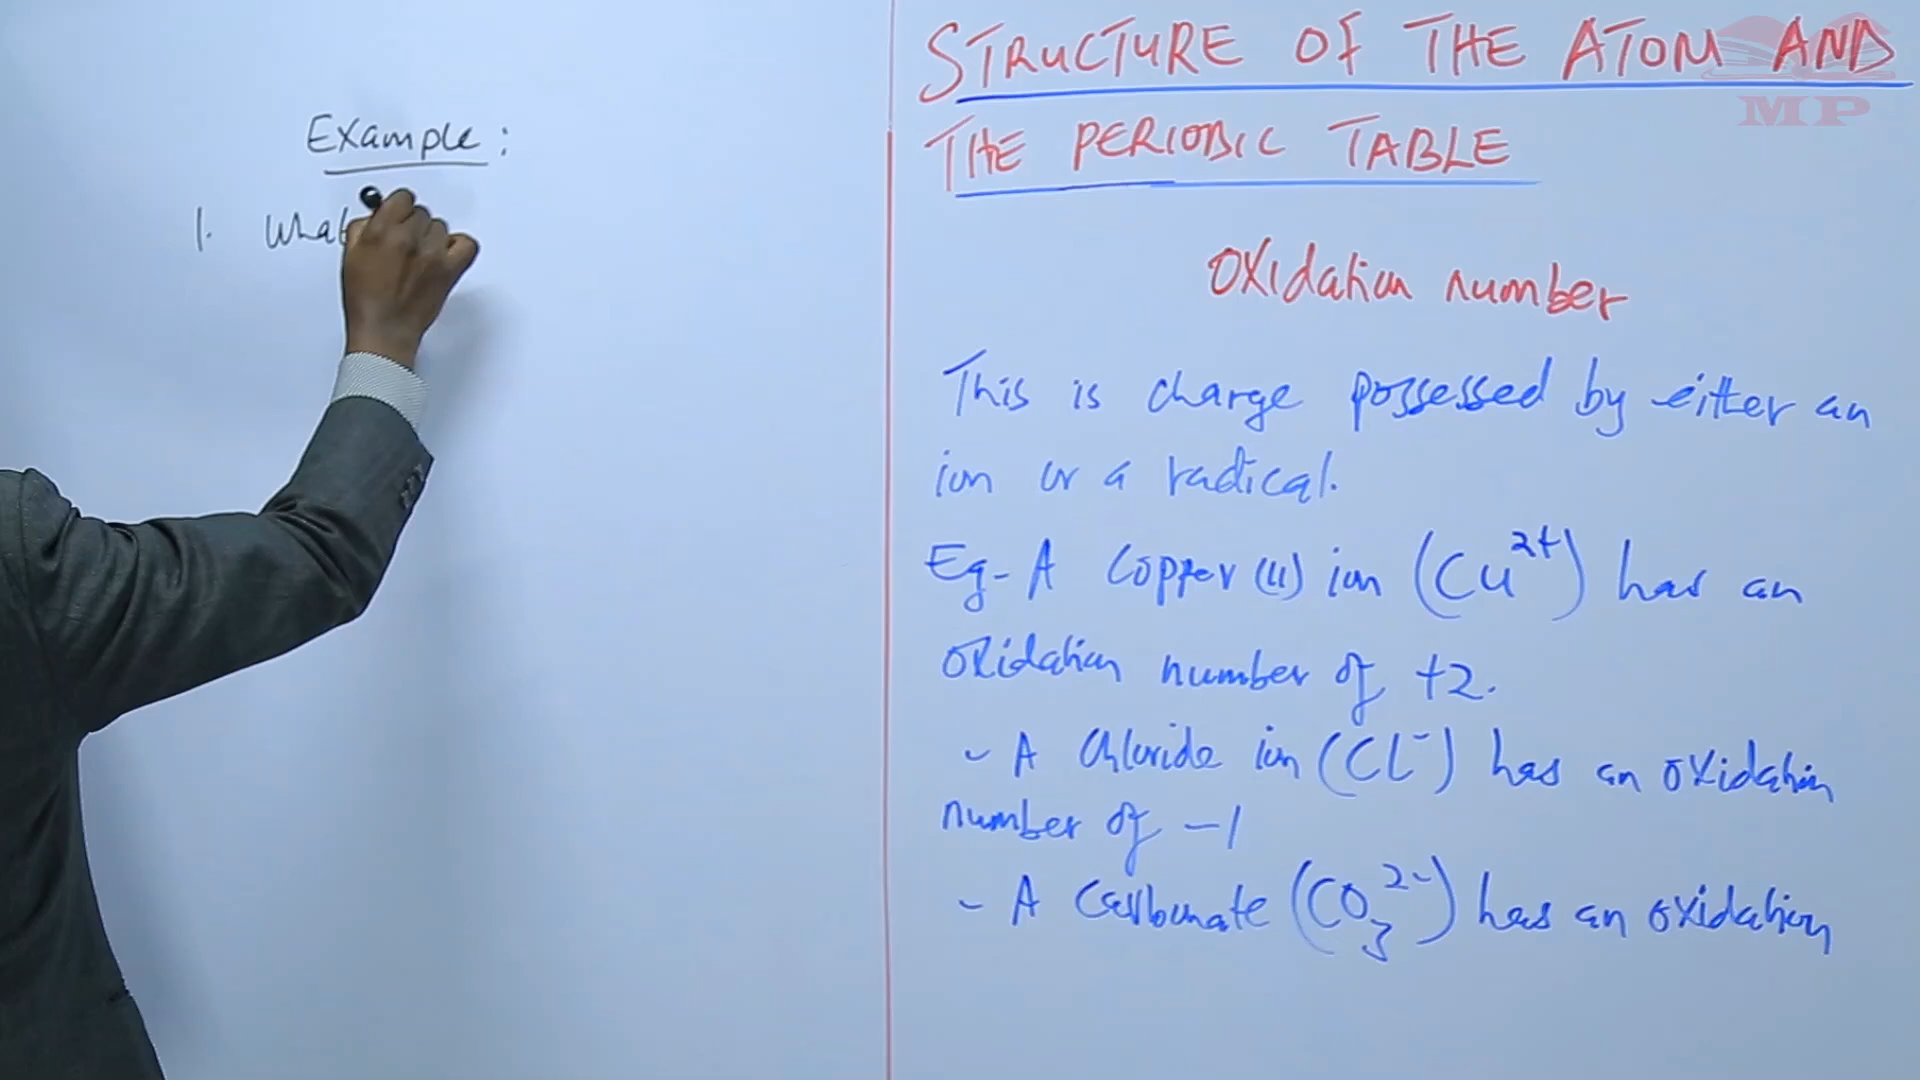 Example:
1. What
STRUCTURE OF THE ATOM AND
THE PERIODIC TABLE
Oxidation number
This is charge possessed by either an
ion or a radical.
Eg- A Copper (II) ion (Cu²⁺) has an
oxidation number of +2.
- A Chloride ion (Cl⁻) has an oxidation
number of -1
- A Carbonate (CO₃²⁻) has an oxidation
MP